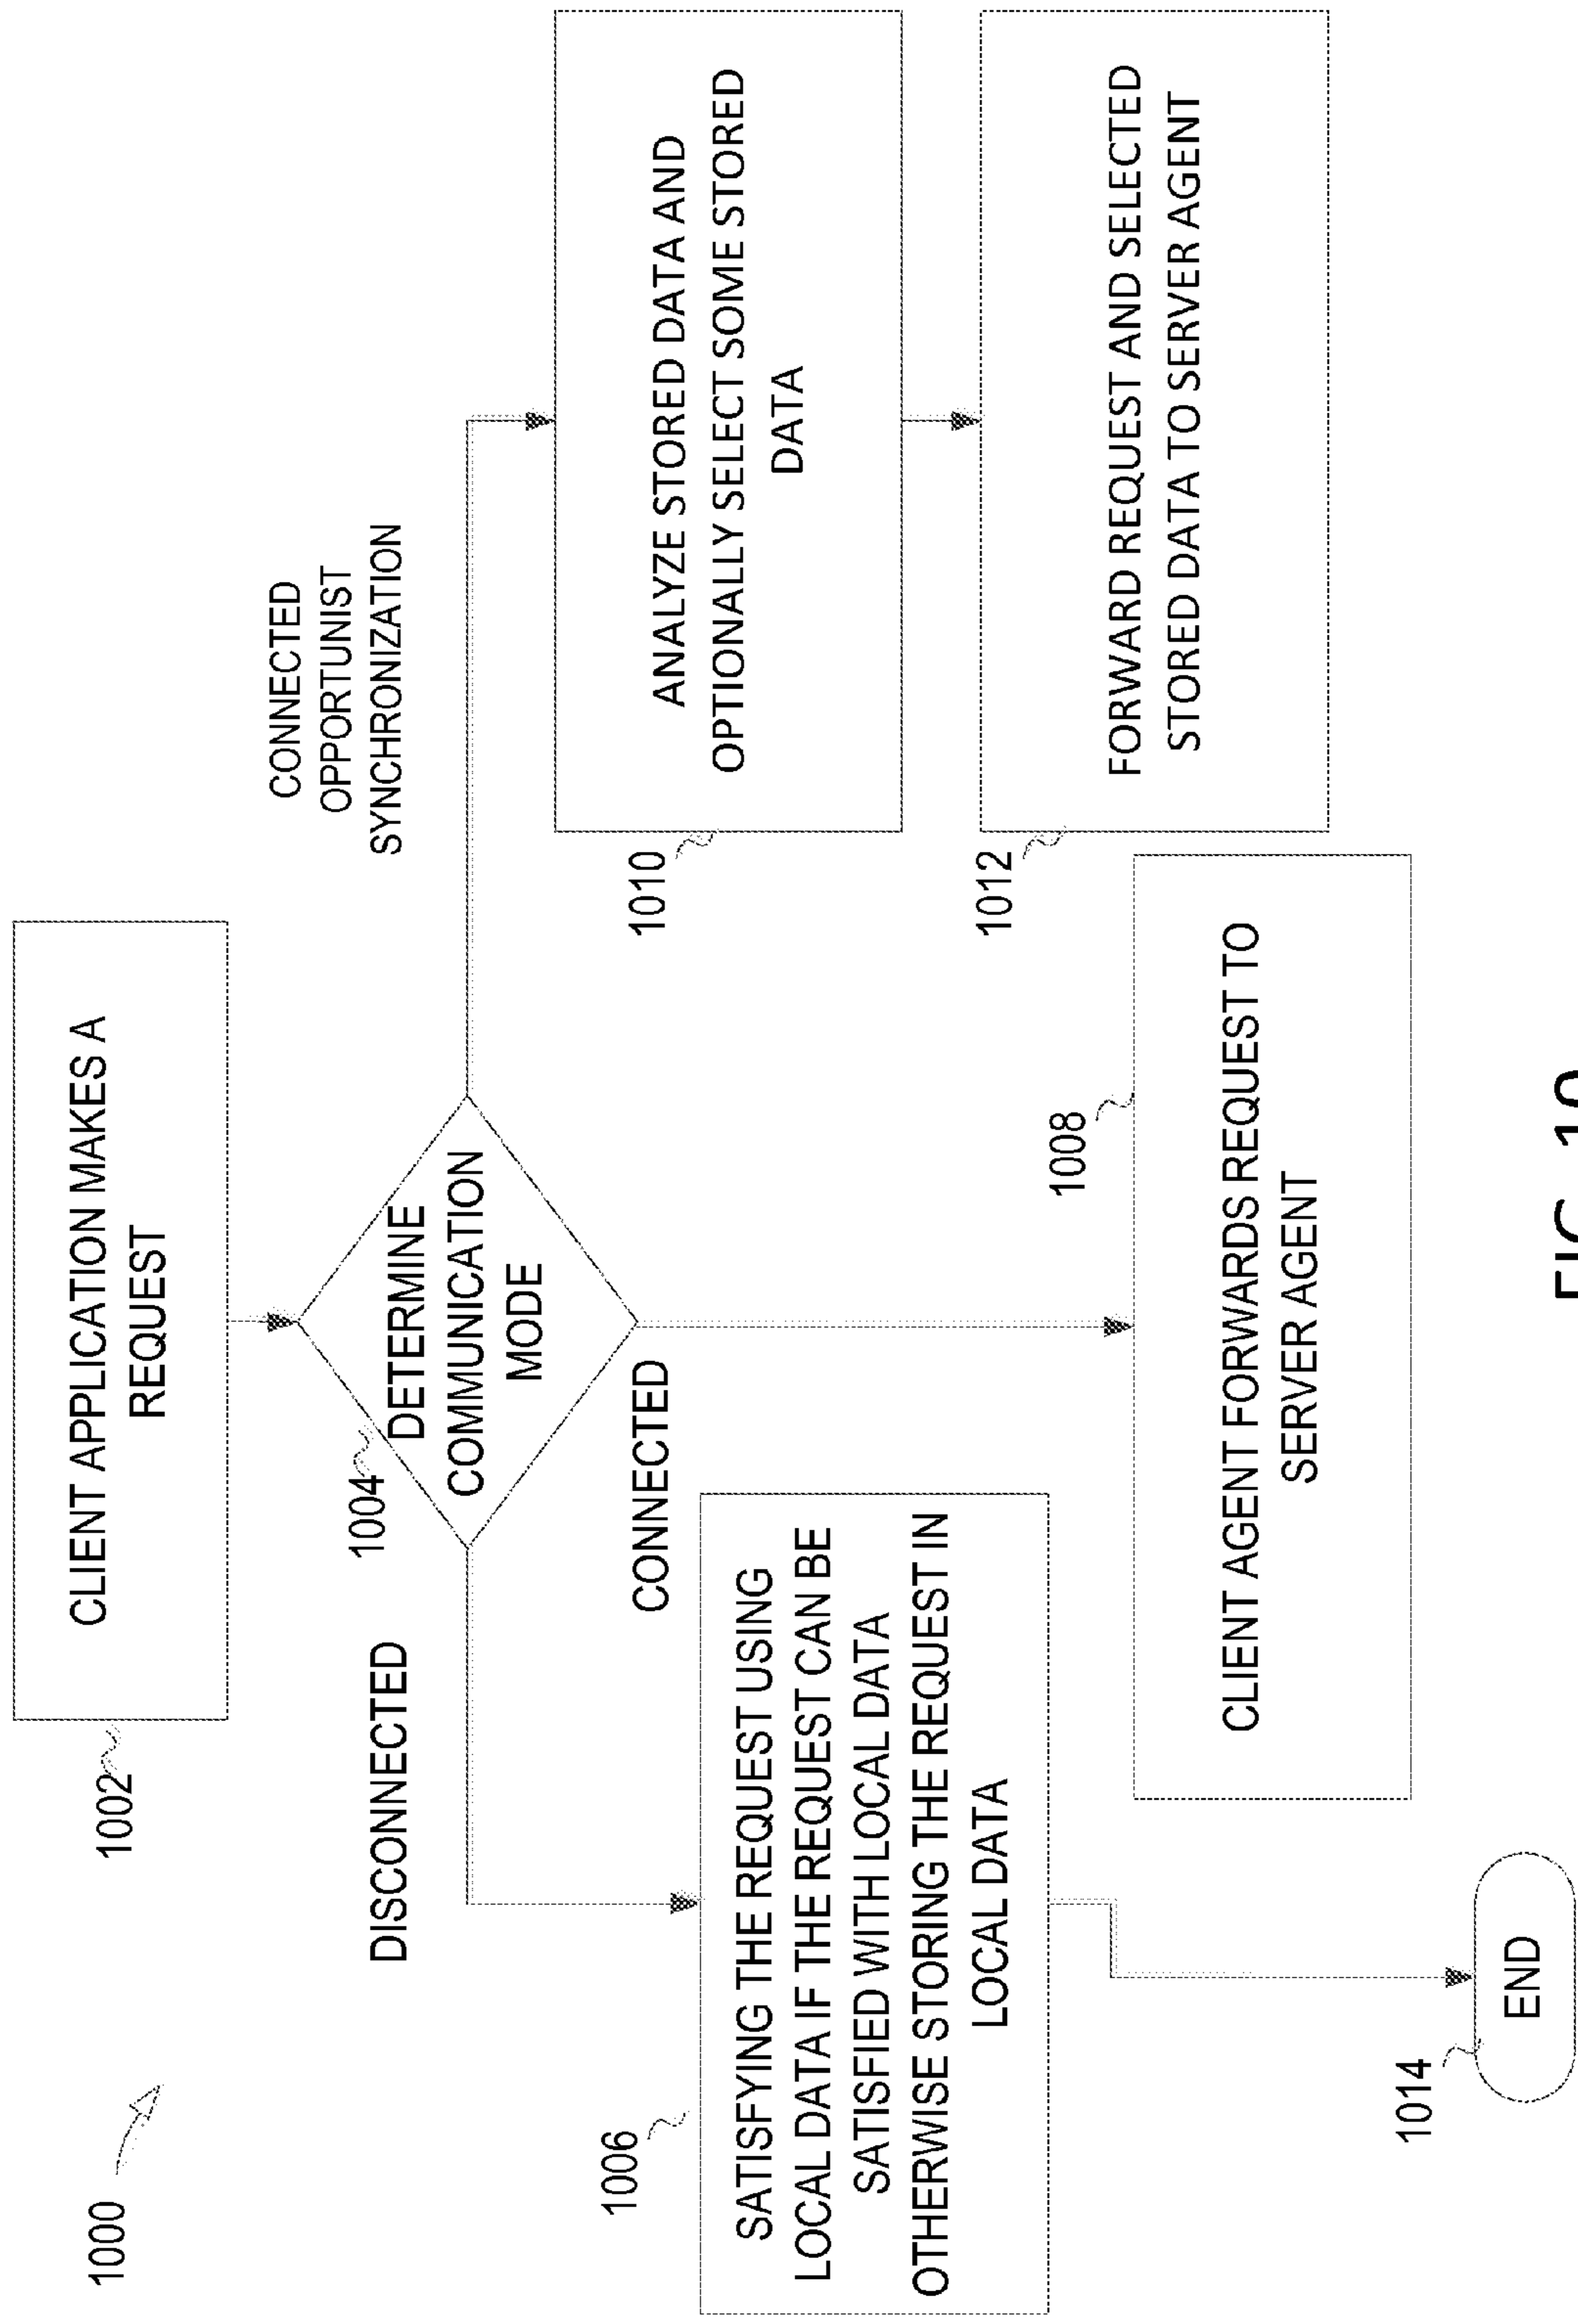 1000
1002
CLIENT APPLICATION MAKES A
REQUEST
1004
DETERMINE
COMMUNICATION
MODE
DISCONNECTED
CONNECTED
CONNECTED
OPPORTUNIST
SYNCHRONIZATION
1006
SATISFYING THE REQUEST USING
LOCAL DATA IF THE REQUEST CAN BE
SATISFIED WITH LOCAL DATA
OTHERWISE STORING THE REQUEST IN
LOCAL DATA
1010
ANALYZE STORED DATA AND
OPTIONALLY SELECT SOME STORED
DATA
1012
FORWARD REQUEST AND SELECTED
STORED DATA TO SERVER AGENT
1008
CLIENT AGENT FORWARDS REQUEST TO
SERVER AGENT
1014
END
FIG. 10